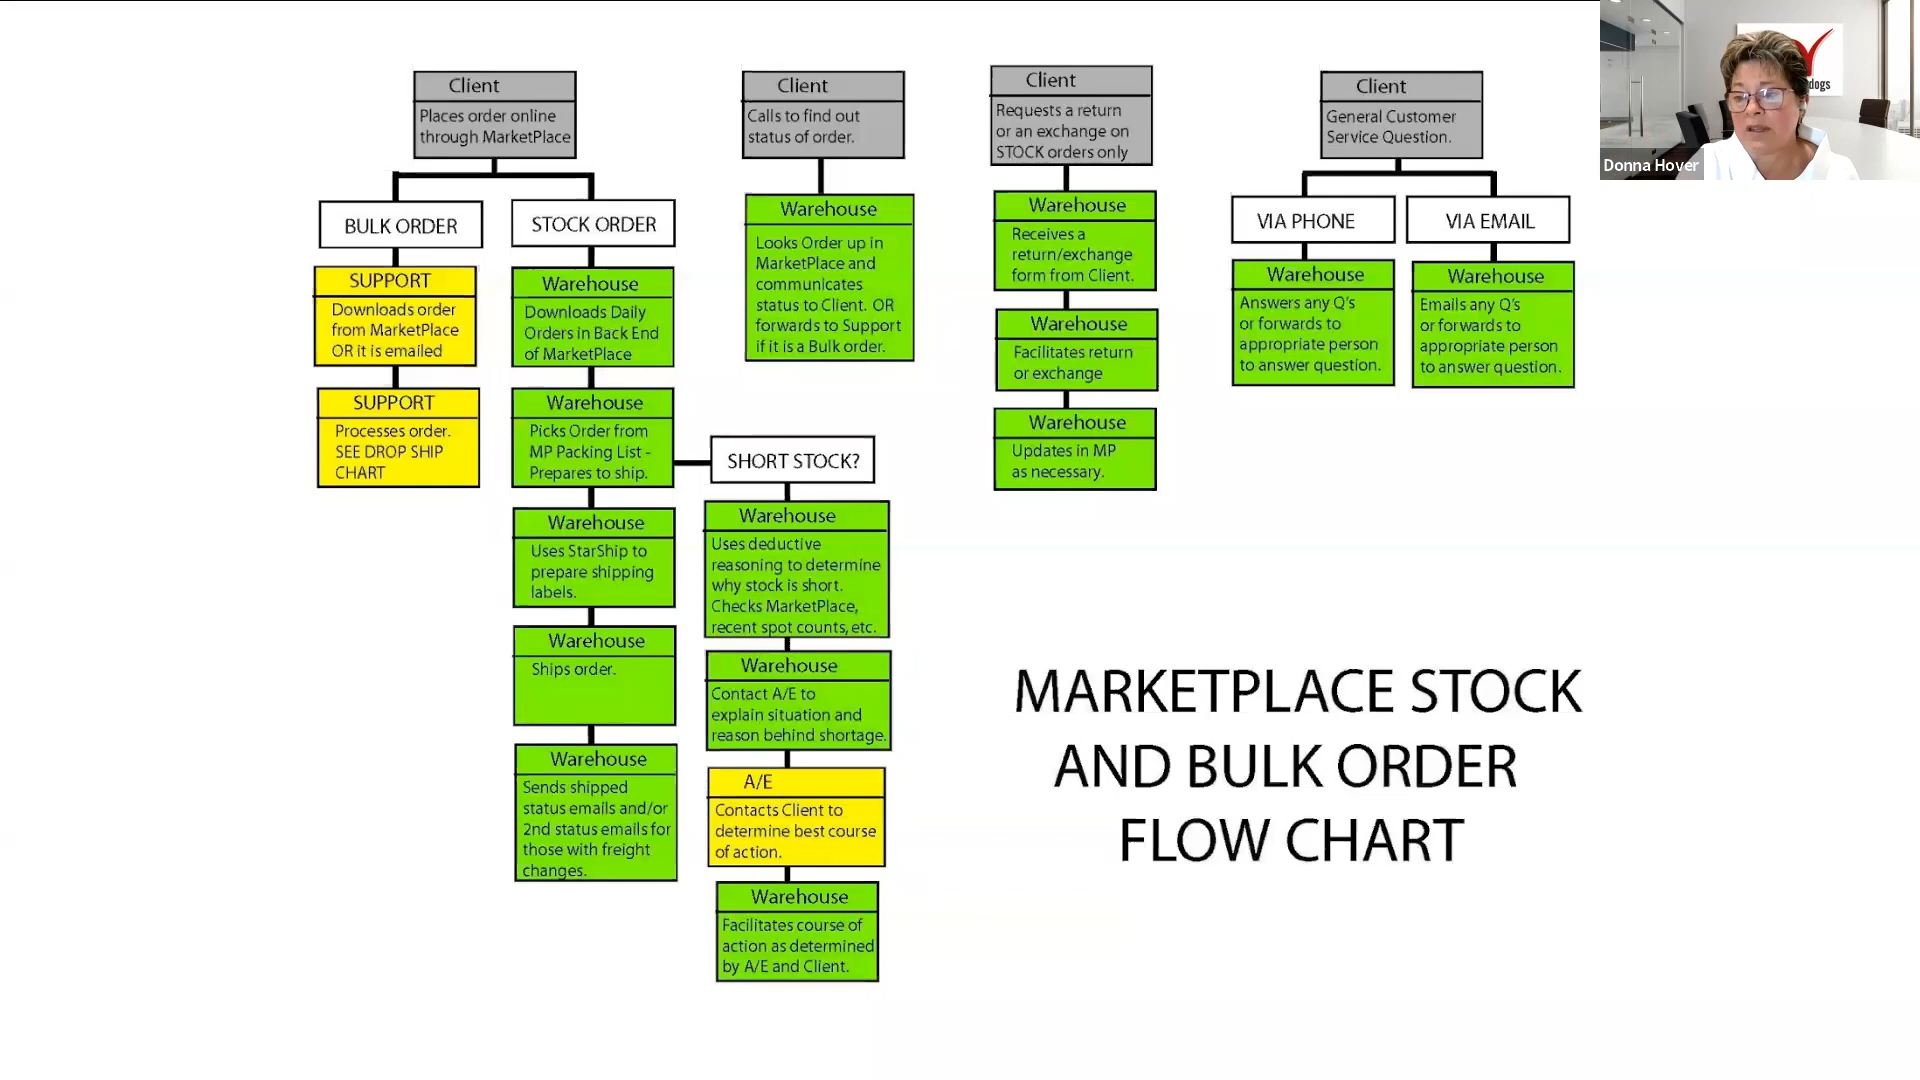 Client
Places order online
through MarketPlace
BULK ORDER
STOCK ORDER
SUPPORT
Downloads order
from MarketPlace
OR it is emailed
SUPPORT
Processes order.
SEE DROP SHIP
CHART
Warehouse
Downloads Daily
Orders in Back End
of MarketPlace
Warehouse
Picks Order from
MP Packing List -
Prepares to ship.
Warehouse
Uses StarShip to
prepare shipping
labels.
Warehouse
Ships order.
Warehouse
Sends shipped
status emails and/or
2nd status emails for
those with freight
changes.
SHORT STOCK?
Warehouse
Uses deductive
reasoning to determine
why stock is short.
Checks MarketPlace,
recent spot counts, etc.
Warehouse
Contact A/E to
explain situation and
reason behind shortage.
A/E
Contacts Client to
determine best course
of action.
Warehouse
Facilitates course of
action as determined
by A/E and Client.
Client
Calls to find out
status of order.
Warehouse
Looks Order up in
MarketPlace and
communicates
status to Client. OR
forwards to Support
if it is a Bulk order.
Client
Requests a return
or an exchange on
STOCK orders only
Warehouse
Receives a
return/exchange
form from Client.
Warehouse
Facilitates return
or exchange
Warehouse
Updates in MP
as necessary.
Client
General Customer
Service Question.
VIA PHONE
VIA EMAIL
Warehouse
Answers any Q's
or forwards to
appropriate person
to answer question.
Warehouse
Emails any Q's
or forwards to
appropriate person
to answer question.
MARKETPLACE STOCK
AND BULK ORDER
FLOW CHART
dogs
Donna Hover